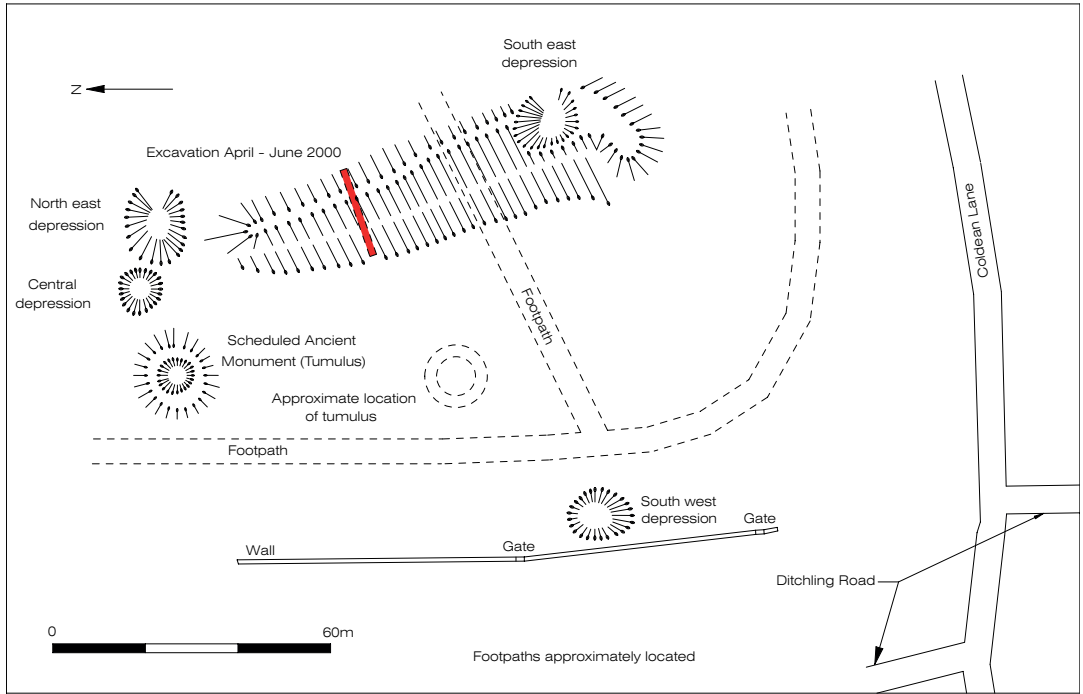 South east
depression
N
Excavation April - June 2000
North east
depression
Central
depression
Scheduled Ancient
Monument (Tumulus)
Approximate location
of tumulus
Footpath
Footpath
Coldean Lane
South west
depression
Gate
Gate
Wall
Ditchling Road
0
60m
Footpaths approximately located